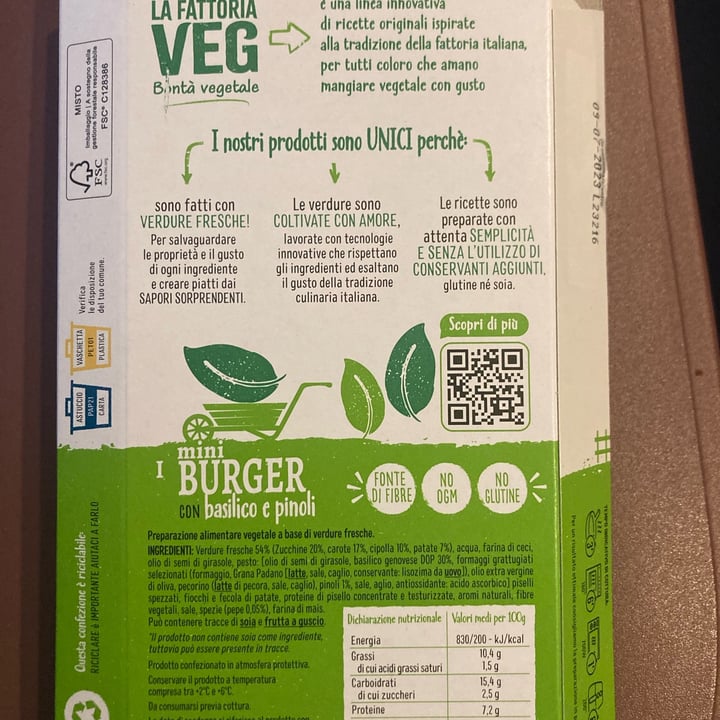 LA FATTORIA
VEG
Bontà vegetale
è una linea innovativa
di ricette originali ispirate
alla tradizione della fattoria italiana,
per tutti coloro che amano
mangiare vegetale con gusto
I nostri prodotti sono UNICI perchè:
sono fatti con
VERDURE FRESCHE!
Per salvaguardare
le proprietà e il gusto
di ogni ingrediente
e creare piatti dai
SAPORI SORPRENDENTI.
Le verdure sono
COLTIVATE CON AMORE,
lavorate con tecnologie
innovative che rispettano
gli ingredienti ed esaltano
il gusto della tradizione
culinaria italiana.
Le ricette sono
preparate con
attenta SEMPLICITÀ
E SENZA L'UTILIZZO DI
CONSERVANTI AGGIUNTI,
glutine né soia.
Scopri di più
I
mini
BURGER
CON basilico e pinoli
FONTE
DI FIBRE
NO
OGM
NO
GLUTINE
Preparazione alimentare vegetale a base di verdure fresche.
INGREDIENTI: Verdure fresche 54% (Zucchine 20%, carote 17%, cipolla 10%, patate 7%), acqua, farina di ceci,
olio di semi di girasole, pesto: [olio di semi di girasole, basilico genovese DOP 30%, formaggi grattugiati
selezionati (formaggio, Grana Padano [latte, sale, caglio, conservante: lisozima da uovo]), olio extra vergine
di oliva, pecorino (latte di pecora, sale, caglio), pinoli 1%, sale, aglio, antiossidante: acido ascorbico] piselli
spezzati, fiocchi e fecola di patate, proteine di pisello concentrate e testurizzate, aromi naturali, fibre
vegetali, sale, spezie (pepe 0,05%), farina di mais.
Può contenere tracce di soia e frutta a guscio.
*Il prodotto non contiene soia come ingrediente,
tuttavia può essere presente in tracce.
Prodotto confezionato in atmosfera protettiva.
Conservare il prodotto a temperatura
compresa tra +2°C e +6°C.
Da consumarsi previa cottura.
Dichiarazione nutrizionale Valori medi per 100g
Energia 830/200 - kJ/kcal
Grassi 10,4 g
di cui acidi grassi saturi 1,5 g
Carboidrati 15,4 g
di cui zuccheri 2,5 g
Proteine 7,2 g
MISTO
Imballaggio | A sostegno della
gestione forestale responsabile
FSC® C128386
FSC
www.fsc.org
Verifica
le disposizione
del tuo comune.
VASCHETTA
PET01
PLASTICA
ASTUCCIO
PAP21
CARTA
Questa confezione è riciclabile:
RICICLARE È IMPORTANTE, AIUTACI A FARLO
09-07-2023 L23216